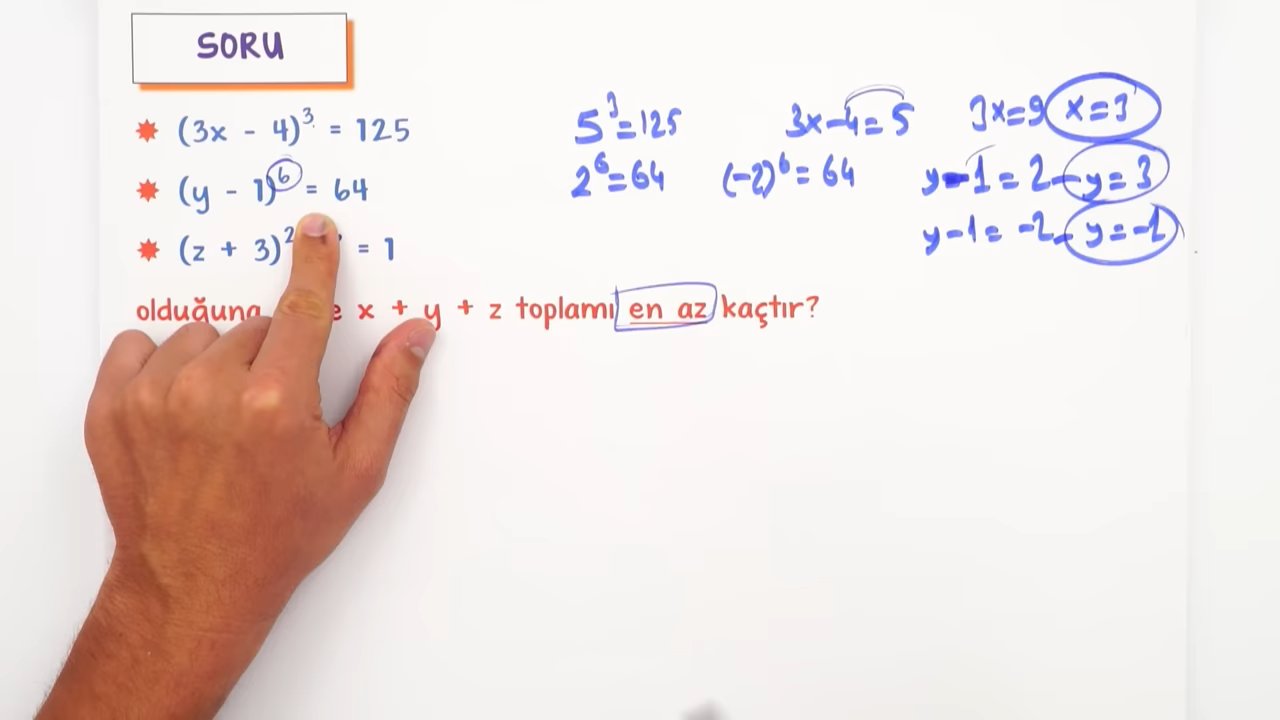 SORU
(3x - 4)³ = 125
(y - 1)⁶ = 64
(z + 3)² = 1
olduğuna x + y + z toplamı en az kaçtır?
5³=125
3x-4=5
3x=9 x=3
2⁶=64
(-2)⁶=64
y-1=2 y=3
y-1=-2 y=-1